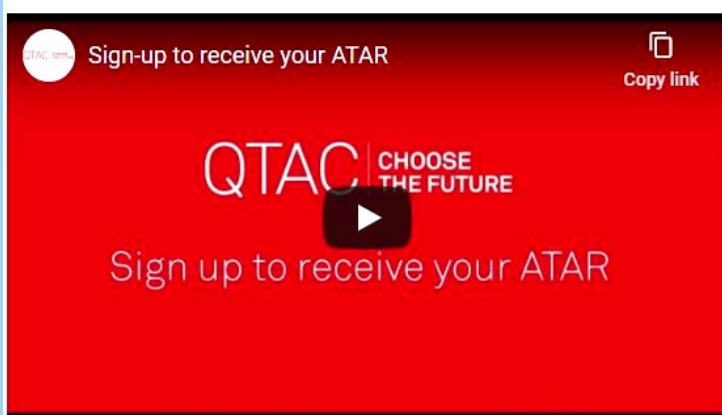 Sign-up to receive your ATAR
Copy link
QTAC
CHOOSE
THE FUTURE
Sign up to receive your ATAR